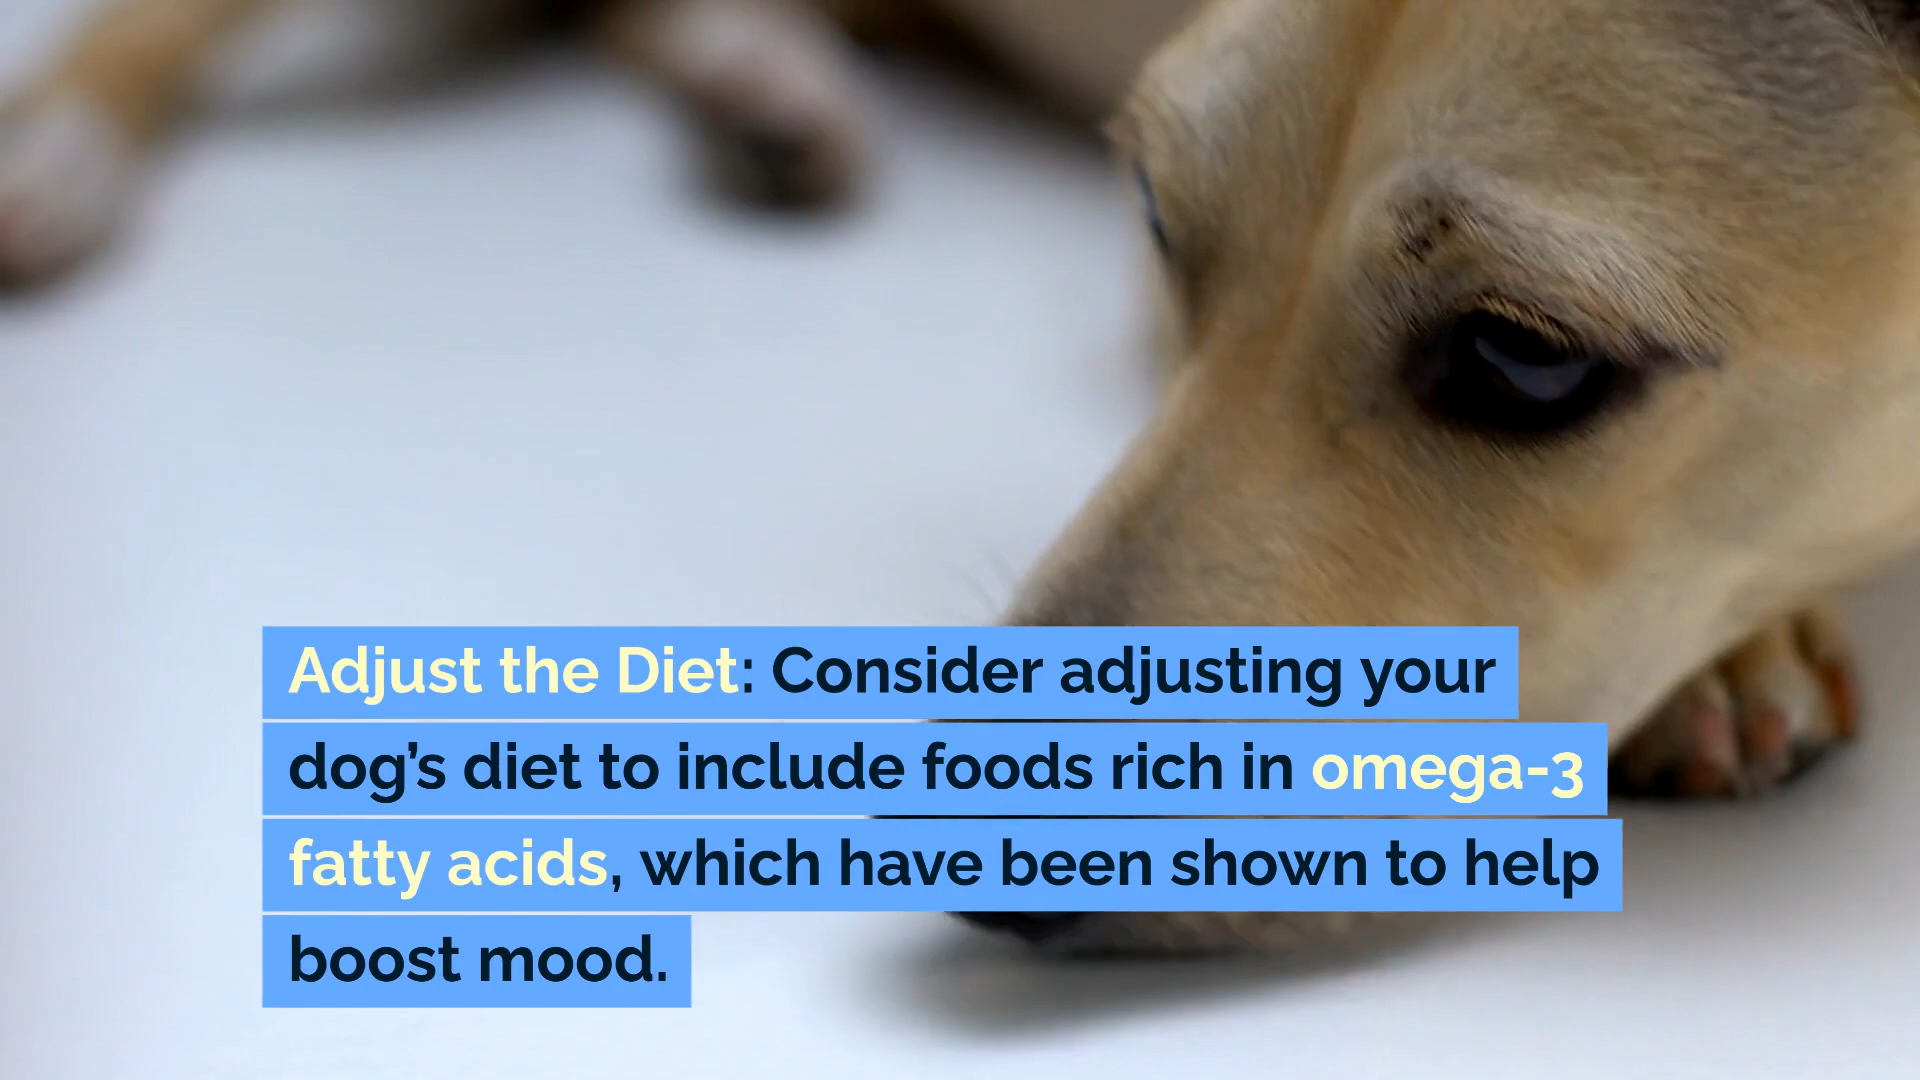 Adjust the Diet: Consider adjusting your
dog’s diet to include foods rich in omega-3
fatty acids, which have been shown to help
boost mood.